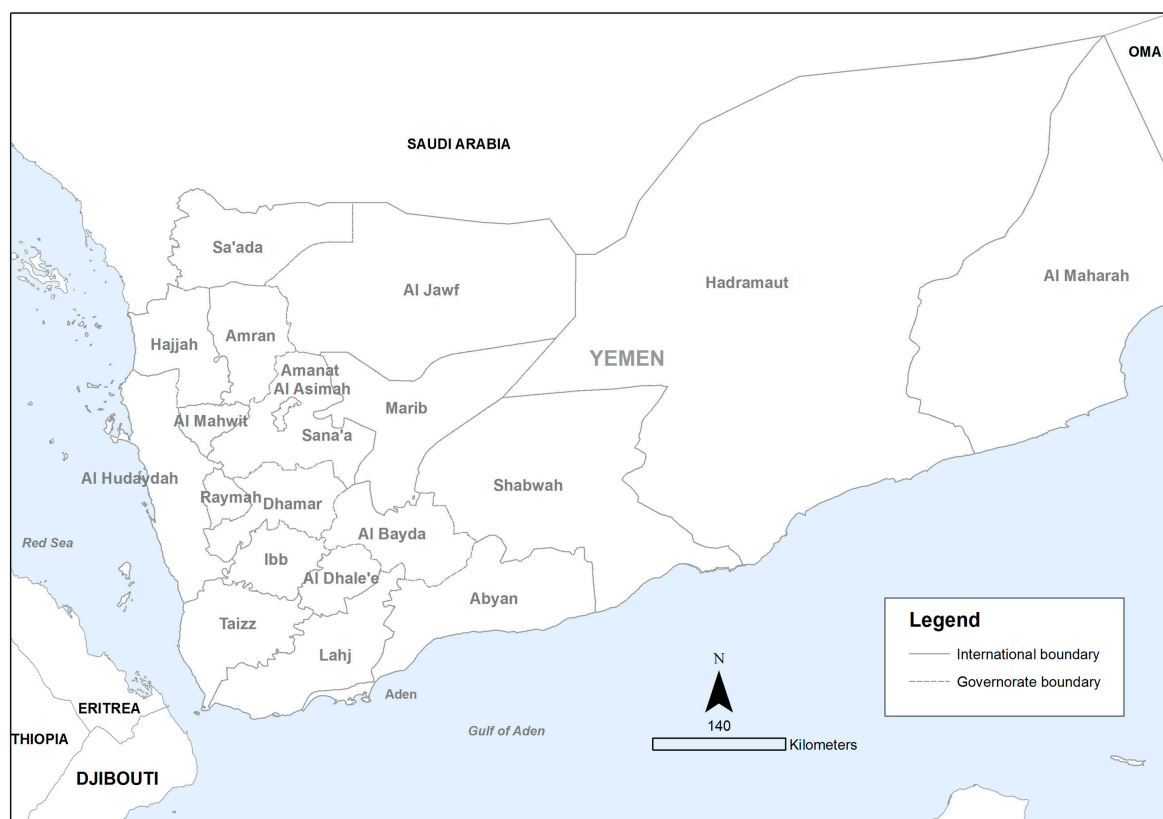 OMA
SAUDI ARABIA
Sa'ada
Al Jawf
Hadramaut
Al Maharah
Hajjah
Amran
YEMEN
Amanat
Al Asimah
Marib
Al Mahwit
Sana'a
Al Hudaydah
Shabwah
Raymah
Dhamar
Al Bayda
Red Sea
Ibb
Al Dhale'e
Abyan
Taizz
Lahj
Aden
Gulf of Aden
ERITREA
THIOPIA
DJIBOUTI
Legend
International boundary
Governorate boundary
N
140
Kilometers